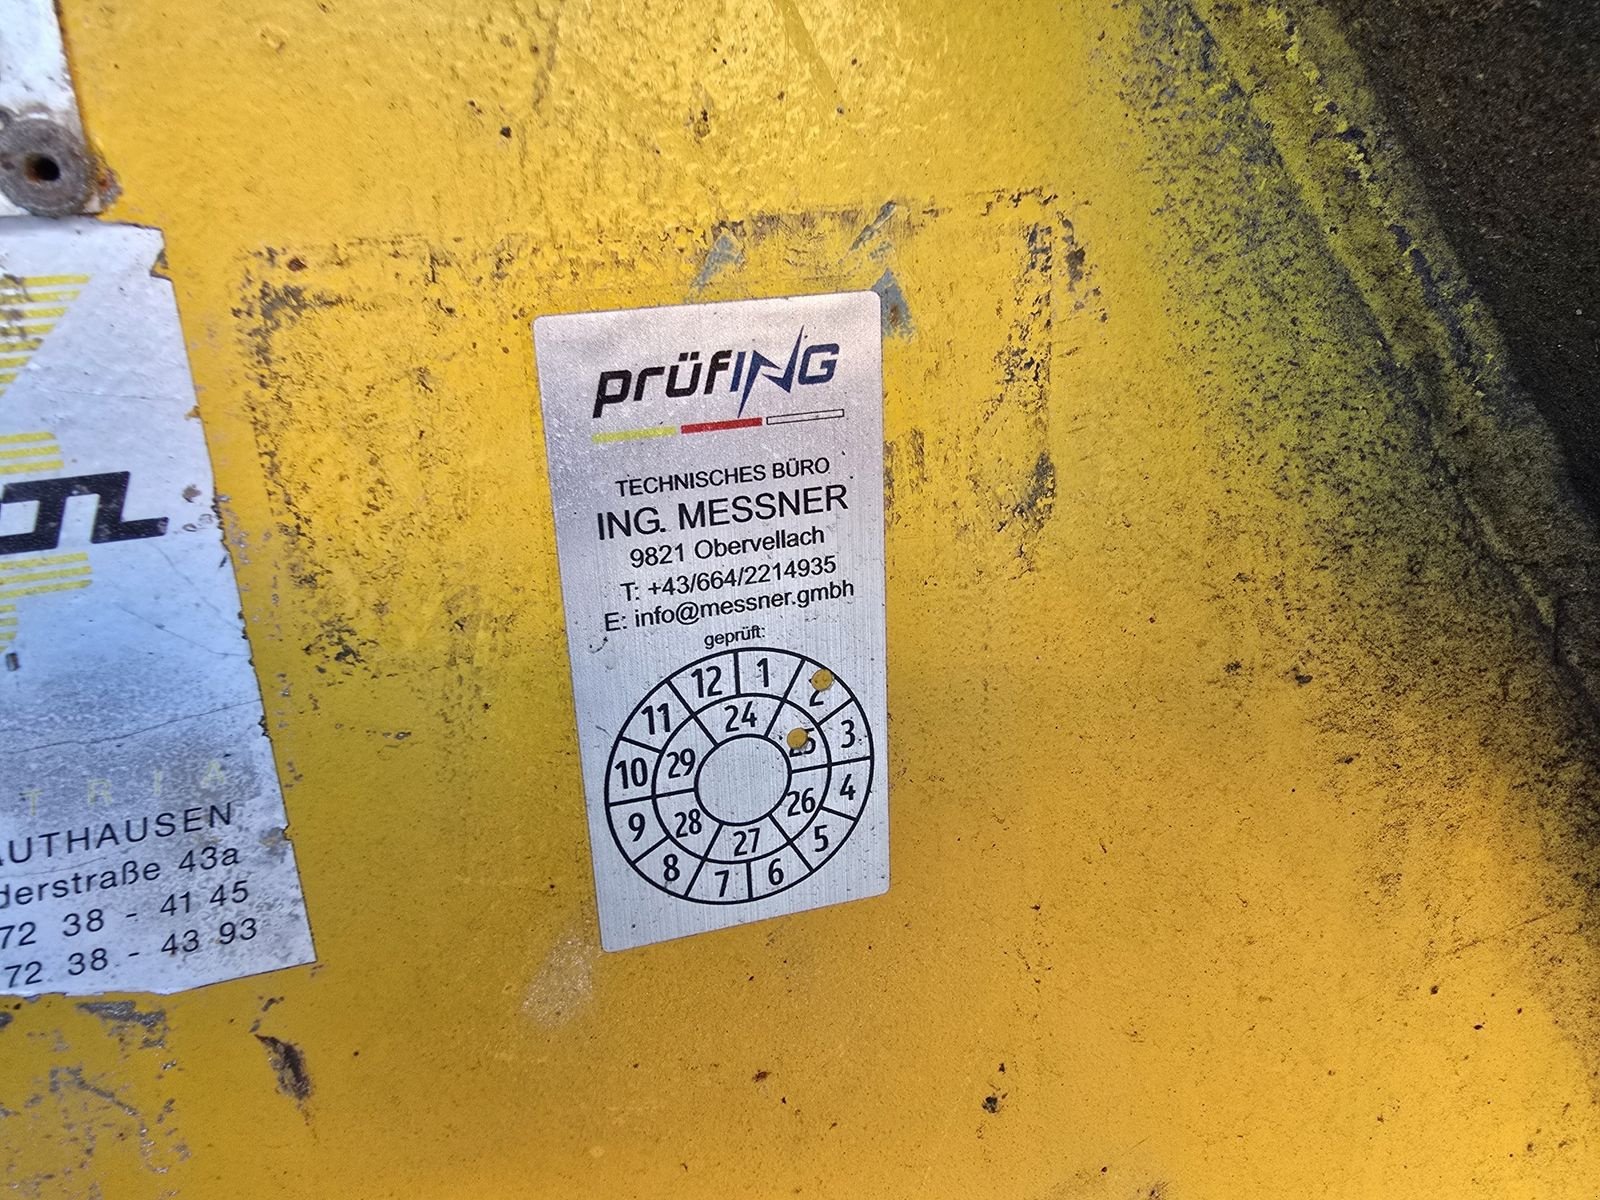 prüfING
TECHNISCHES BÜRO
ING. MESSNER
9821 Obervellach
T: +43/664/2214935
E: info@messner.gmbh
geprüft:
12 1 2 3 4 5 6 7 8 9 10 11
24 25 26 27 28 29
TRIA
AUTHAUSEN
derstraße 43a
72 38 - 41 45
72 38 - 43 93